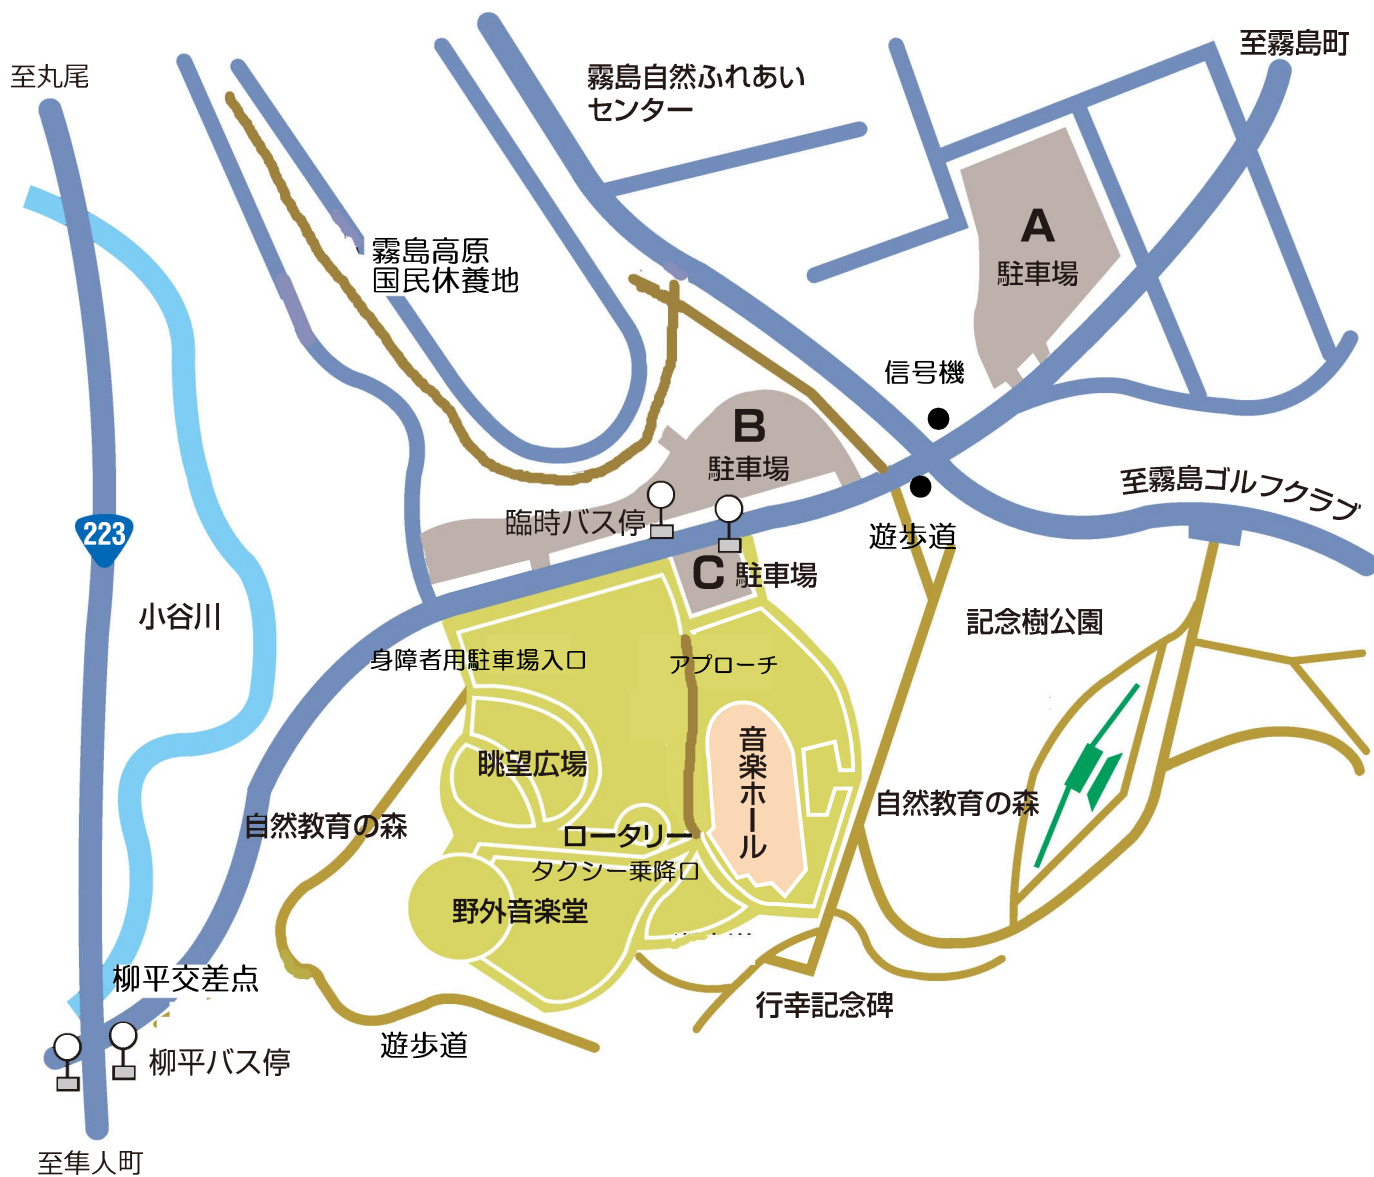 至丸尾
霧島自然ふれあい
センター
至霧島町
霧島高原
国民休養地
A
駐車場
信号機
B
駐車場
至霧島ゴルフクラブ
臨時バス停
223
遊歩道
C 駐車場
小谷川
記念樹公園
身障者用駐車場入口
アプローチ
音楽ホール
眺望広場
自然教育の森
自然教育の森
ロータリー
タクシー乗降口
野外音楽堂
柳平交差点
行幸記念碑
遊歩道
柳平バス停
至隼人町